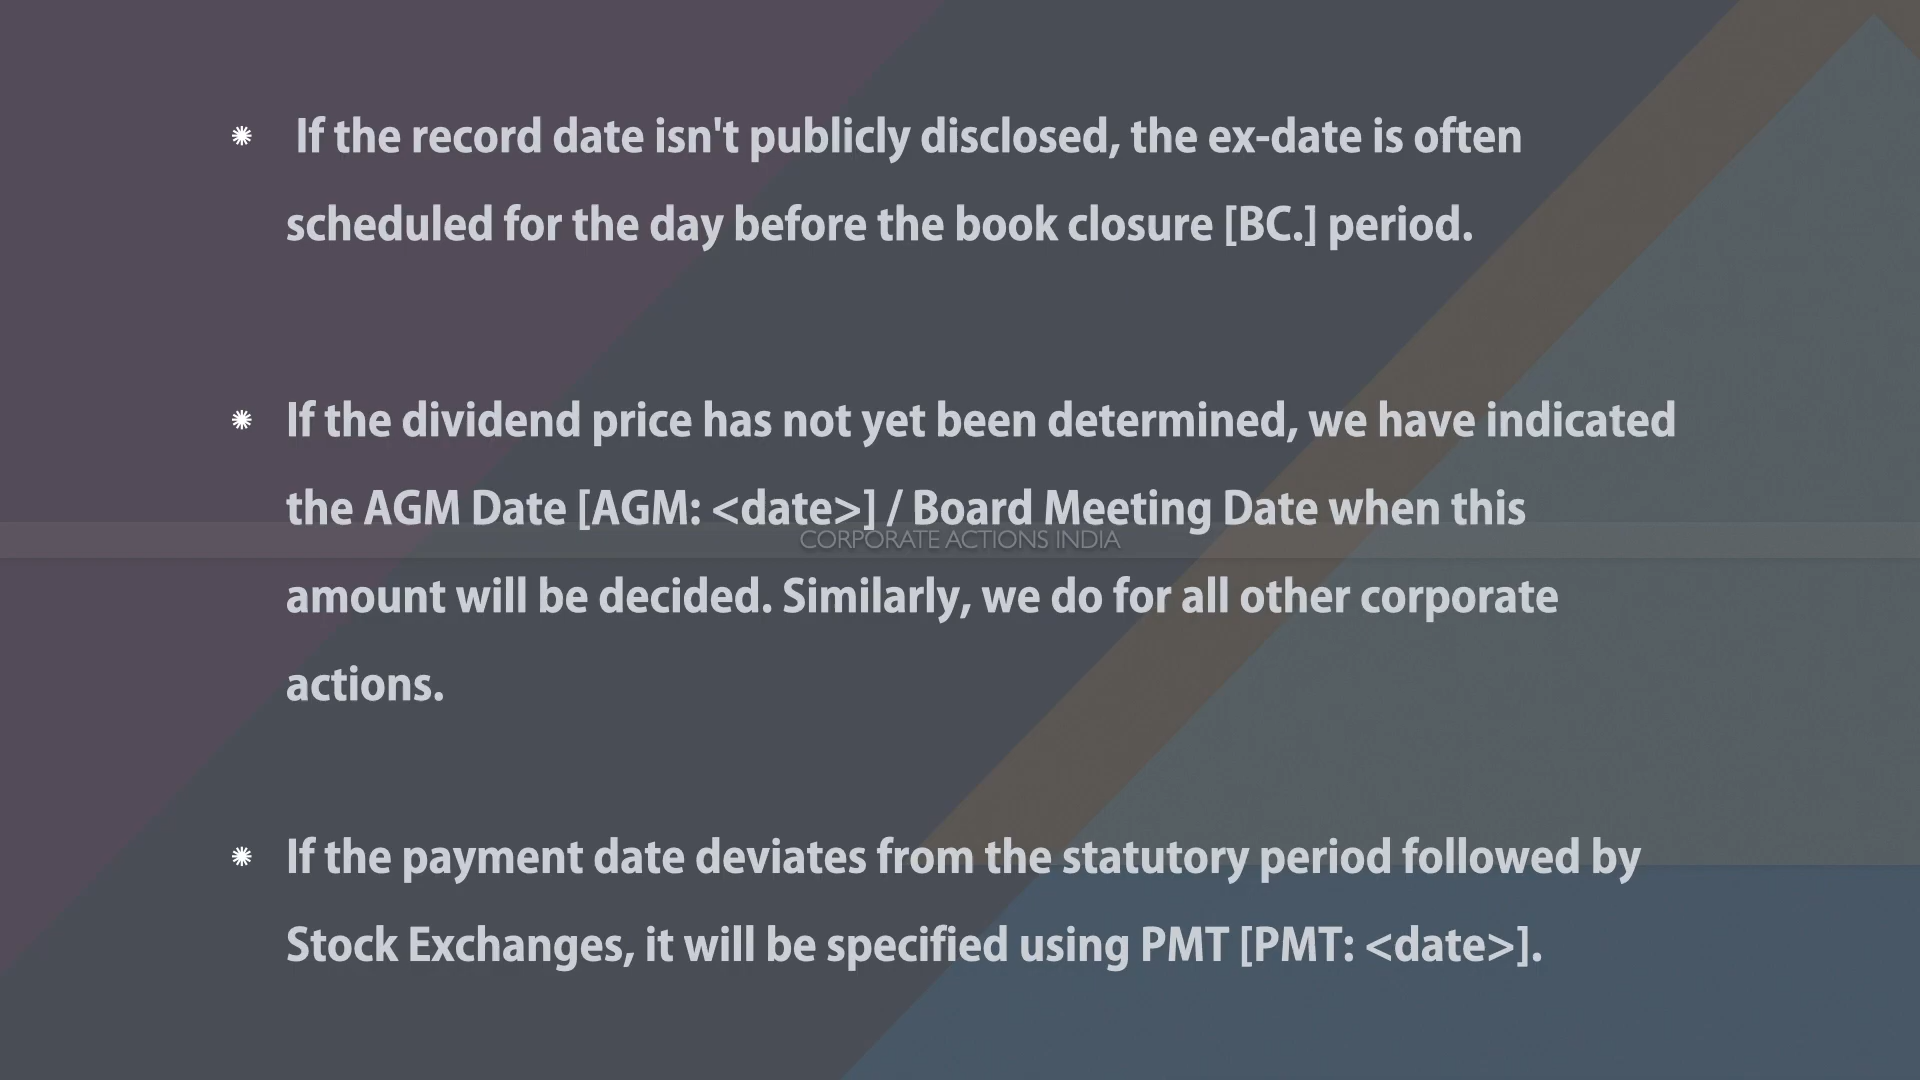 If the record date isn't publicly disclosed, the ex-date is often
scheduled for the day before the book closure [BC.] period.
If the dividend price has not yet been determined, we have indicated
the AGM Date [AGM: <date>] / Board Meeting Date when this
CORPORATE ACTIONS INDIA
amount will be decided. Similarly, we do for all other corporate
actions.
If the payment date deviates from the statutory period followed by
Stock Exchanges, it will be specified using PMT [PMT: <date>].